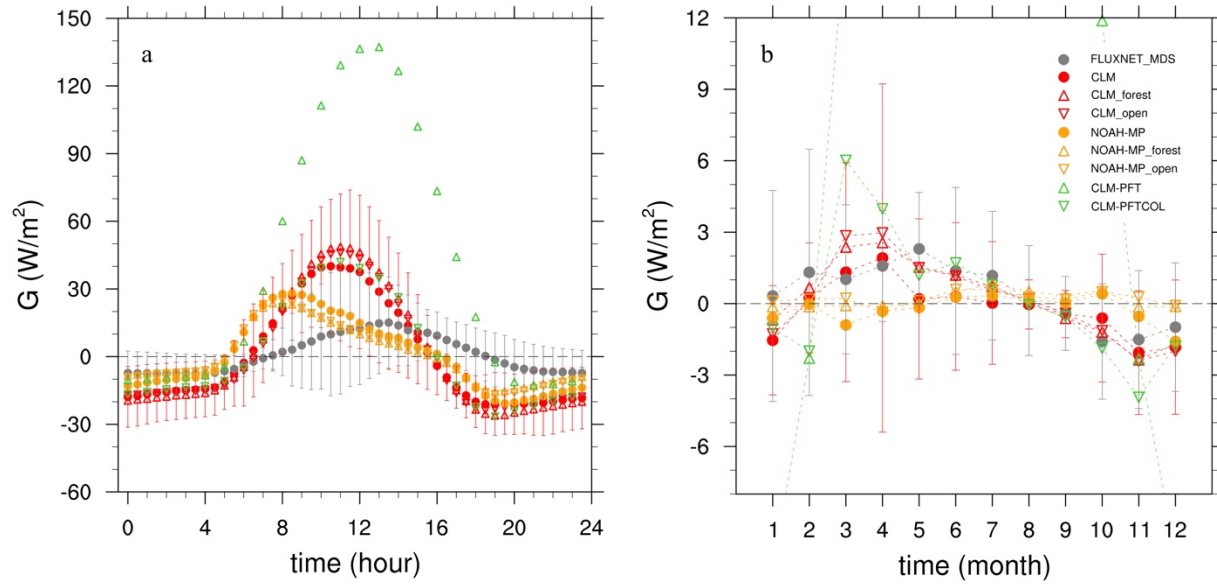 a
G (W/m²)
150
120
90
60
30
0
-30
-60
0
4
8
12
16
20
24
time (hour)
b
G (W/m²)
12
9
6
3
0
-3
-6
1
2
3
4
5
6
7
8
9
10
11
12
time (month)
FLUXNET_MDS
CLM
CLM_forest
CLM_open
NOAH-MP
NOAH-MP_forest
NOAH-MP_open
CLM-PFT
CLM-PFTCOL